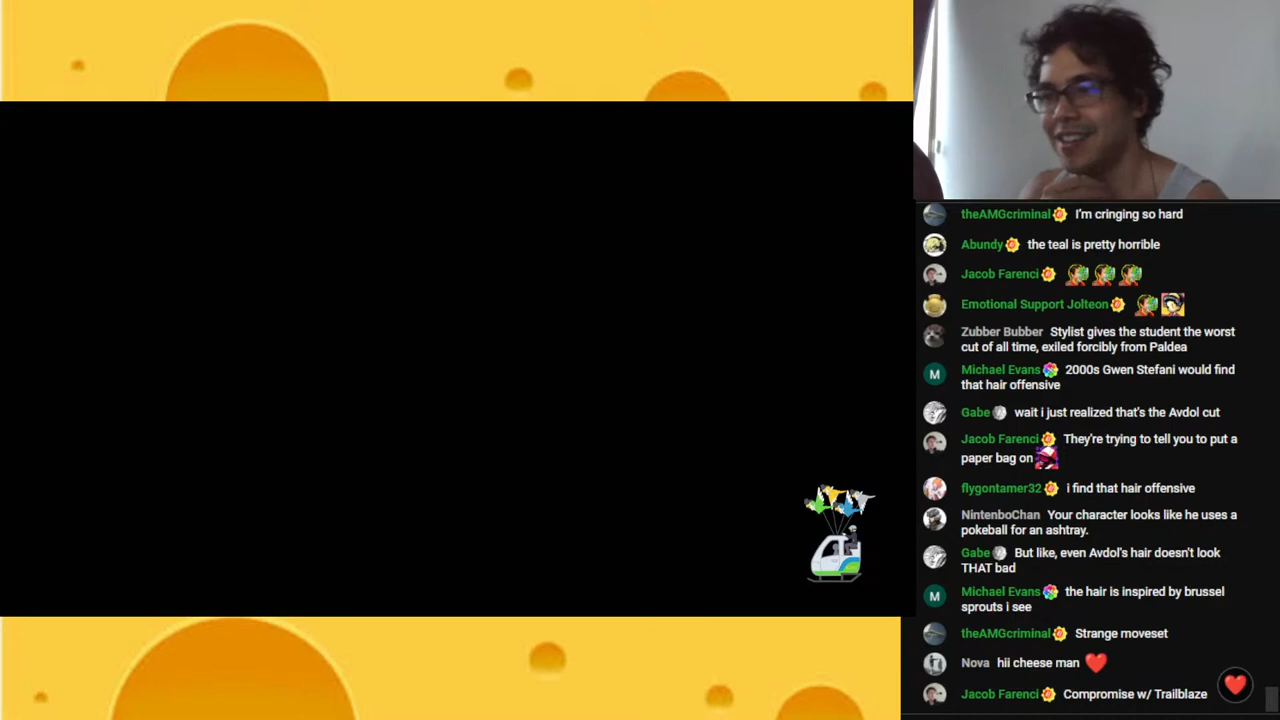 theAMGcriminal I'm cringing so hard
Abundy the teal is pretty horrible
Jacob Farenci
Emotional Support Jolteon
Zubber Bubber Stylist gives the student the worst
cut of all time, exiled forcibly from Paldea
M Michael Evans 2000s Gwen Stefani would find
that hair offensive
Gabe wait i just realized that's the Avdol cut
Jacob Farenci They're trying to tell you to put a
paper bag on
flygontamer32 i find that hair offensive
NintenboChan Your character looks like he uses a
pokeball for an ashtray.
Gabe But like, even Avdol's hair doesn't look
THAT bad
M Michael Evans the hair is inspired by brussel
sprouts i see
theAMGcriminal Strange moveset
Nova hii cheese man
Jacob Farenci Compromise w/ Trailblaze